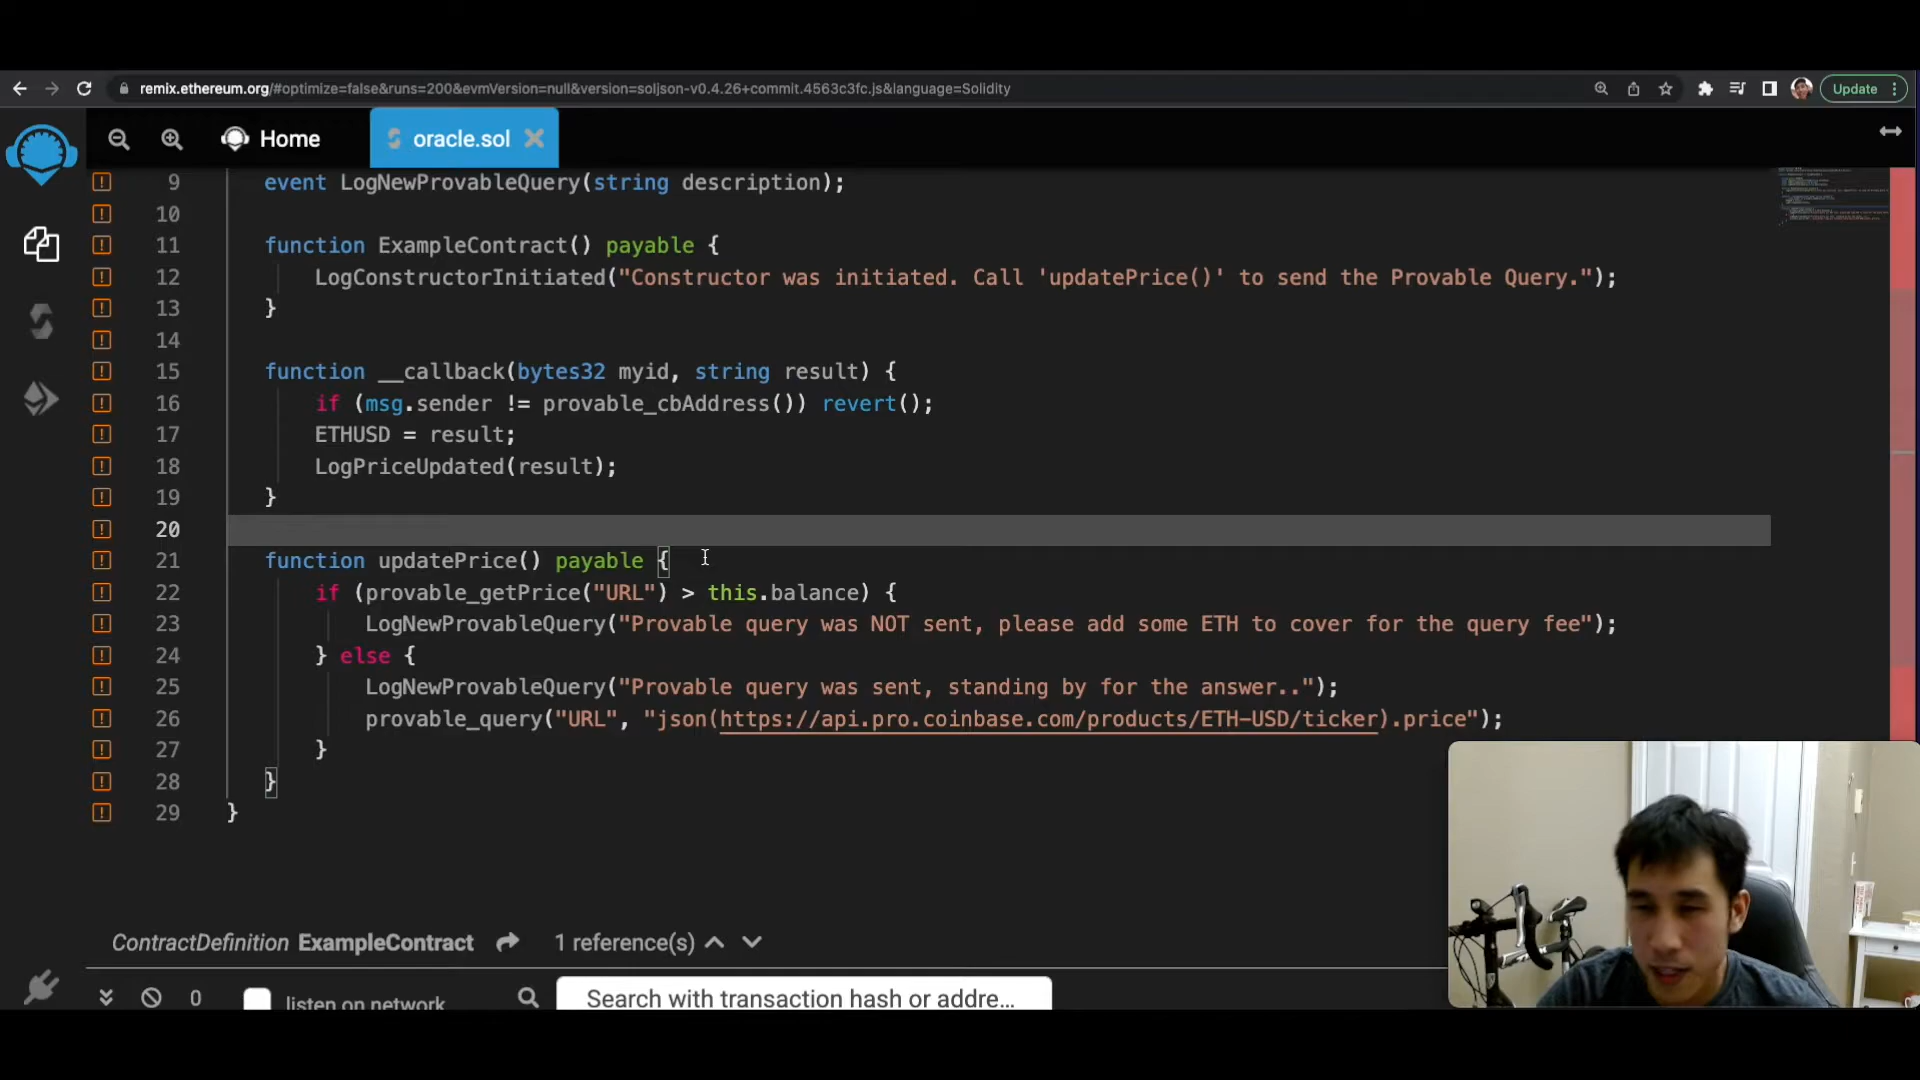 remix.ethereum.org/#optimize=false&runs=200&evmVersion=null&version=soljson-v0.4.26+commit.4563c3fc.js&language=Solidity
Update
Home
oracle.sol
9 event LogNewProvableQuery(string description);
10
11 function ExampleContract() payable {
12 LogConstructorInitiated("Constructor was initiated. Call 'updatePrice()' to send the Provable Query.");
13 }
14
15 function __callback(bytes32 myid, string result) {
16 if (msg.sender != provable_cbAddress()) revert();
17 ETHUSD = result;
18 LogPriceUpdated(result);
19 }
20
21 function updatePrice() payable {
22 if (provable_getPrice("URL") > this.balance) {
23 LogNewProvableQuery("Provable query was NOT sent, please add some ETH to cover for the query fee");
24 } else {
25 LogNewProvableQuery("Provable query was sent, standing by for the answer..");
26 provable_query("URL", "json(https://api.pro.coinbase.com/products/ETH-USD/ticker).price");
27 }
28 }
29 }
ContractDefinition ExampleContract 1 reference(s)
0 listen on network Search with transaction hash or addre...